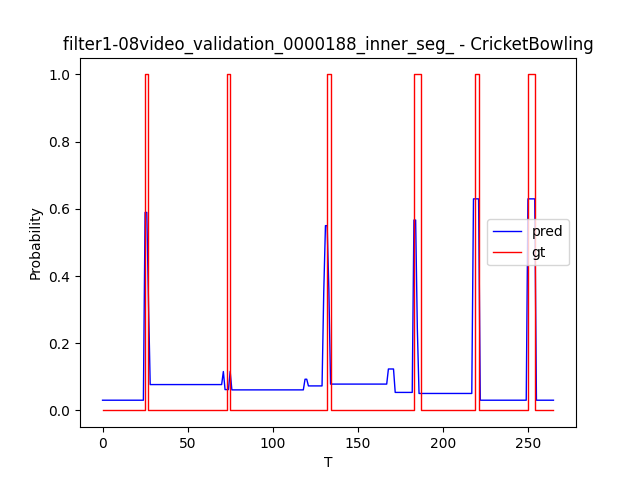 filter1-08video_validation_0000188_inner_seg_ - CricketBowling
1.0
0.8
0.6
0.4
0.2
0.0
Probability
pred
gt
0 50 100 150 200 250
T